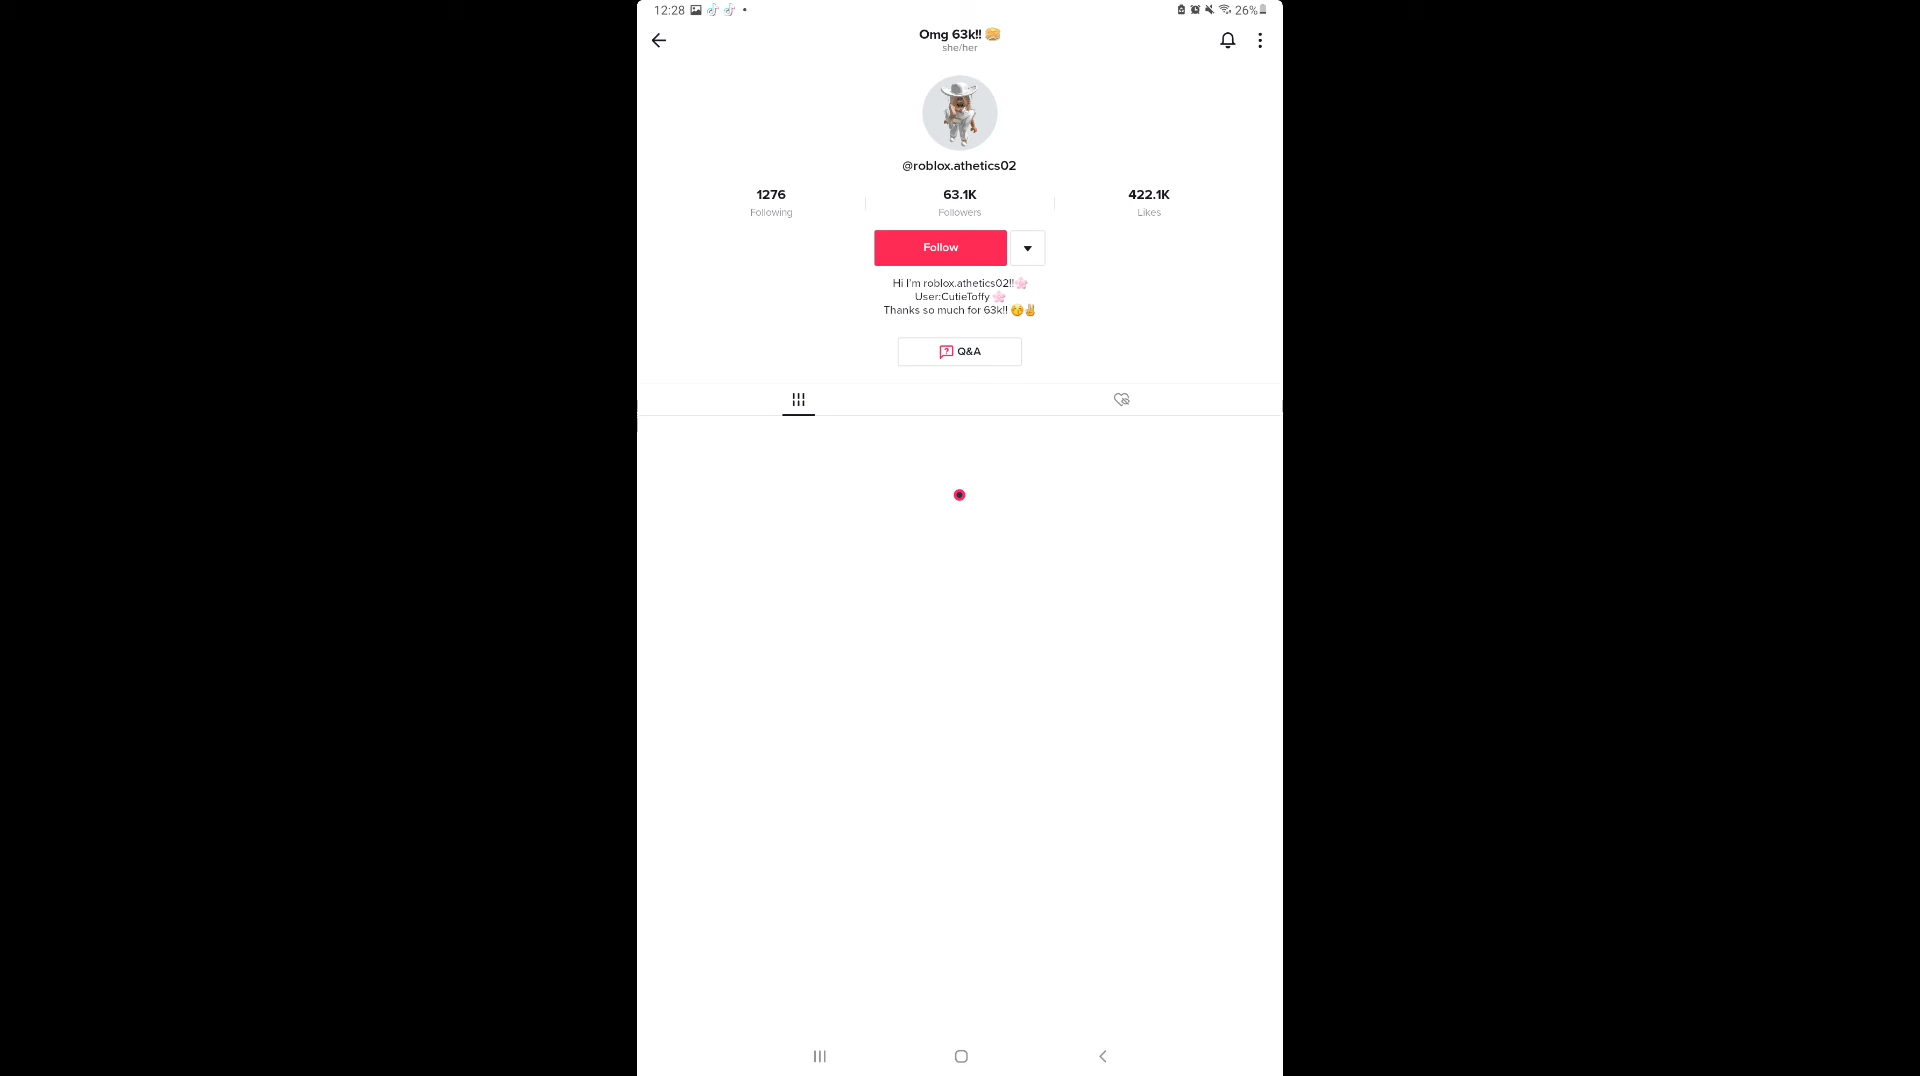 12:28
26%
Omg 63k!! 🥞
she/her
@roblox.athetics02
1276
Following
63.1K
Followers
422.1K
Likes
Follow
Hi I'm roblox.athetics02!!🌸
User:CutieToffy 🌸
Thanks so much for 63k!! 😚✌
Q&A